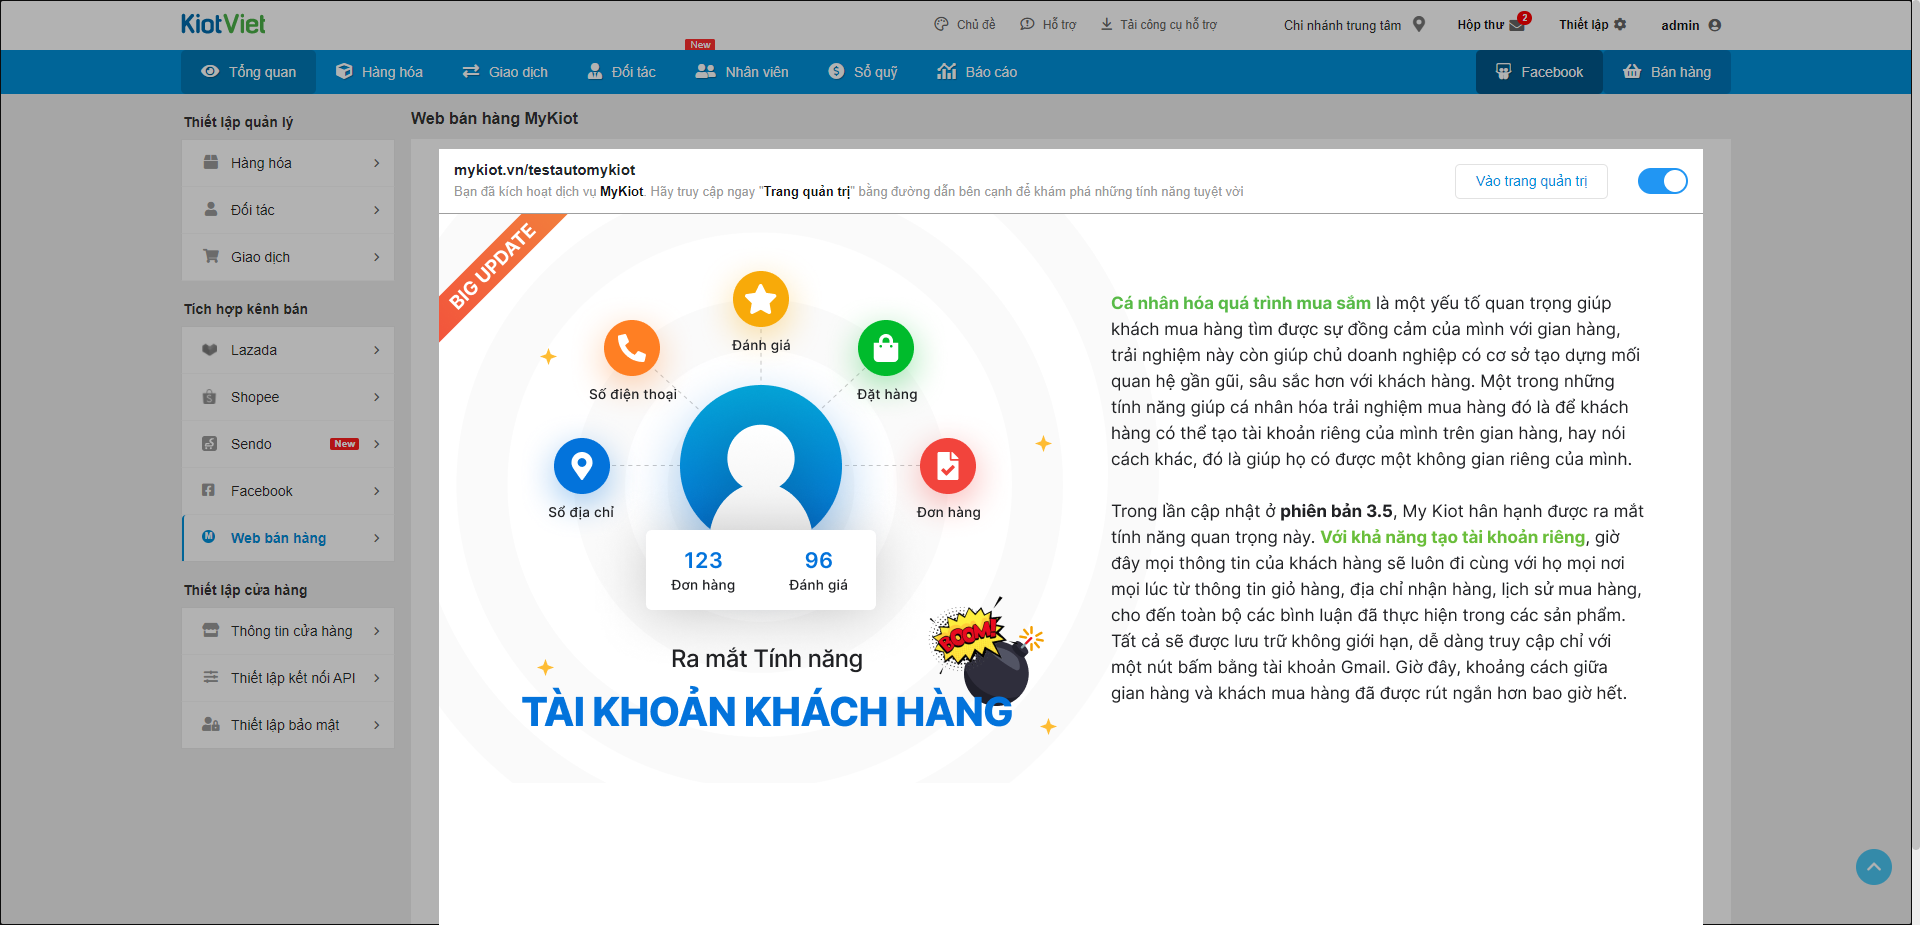 KiotViet
Chủ đề
Hỗ trợ
Tải công cụ hỗ trợ
Chi nhánh trung tâm
Hộp thư
2
Thiết lập
admin
New
Tổng quan
Hàng hóa
Giao dịch
Đối tác
Nhân viên
Sổ quỹ
Báo cáo
Facebook
Bán hàng
Thiết lập quản lý
Hàng hóa
Đối tác
Giao dịch
Tích hợp kênh bán
Lazada
Shopee
Sendo
New
Facebook
Web bán hàng
Thiết lập cửa hàng
Thông tin cửa hàng
Thiết lập kết nối API
Thiết lập bảo mật
Web bán hàng MyKiot
mykiot.vn/testautomykiot
Bạn đã kích hoạt dịch vụ MyKiot. Hãy truy cập ngay "Trang quản trị" bằng đường dẫn bên cạnh để khám phá những tính năng tuyệt vời
Vào trang quản trị
BIG UPDATE
Đánh giá
Số điện thoại
Đặt hàng
Sổ địa chỉ
Đơn hàng
123
Đơn hàng
96
Đánh giá
BOOM!
Ra mắt Tính năng
TÀI KHOẢN KHÁCH HÀNG
Cá nhân hóa quá trình mua sắm là một yếu tố quan trọng giúp
khách mua hàng tìm được sự đồng cảm của mình với gian hàng,
trải nghiệm này còn giúp chủ doanh nghiệp có cơ sở tạo dựng mối
quan hệ gần gũi, sâu sắc hơn với khách hàng. Một trong những
tính năng giúp cá nhân hóa trải nghiệm mua hàng đó là để khách
hàng có thể tạo tài khoản riêng của mình trên gian hàng, hay nói
cách khác, đó là giúp họ có được một không gian riêng của mình.
Trong lần cập nhật ở phiên bản 3.5, My Kiot hân hạnh được ra mắt
tính năng quan trọng này. Với khả năng tạo tài khoản riêng, giờ
đây mọi thông tin của khách hàng sẽ luôn đi cùng với họ mọi nơi
mọi lúc từ thông tin giỏ hàng, địa chỉ nhận hàng, lịch sử mua hàng,
cho đến toàn bộ các bình luận đã thực hiện trong các sản phẩm.
Tất cả sẽ được lưu trữ không giới hạn, dễ dàng truy cập chỉ với
một nút bấm bằng tài khoản Gmail. Giờ đây, khoảng cách giữa
gian hàng và khách mua hàng đã được rút ngắn hơn bao giờ hết.